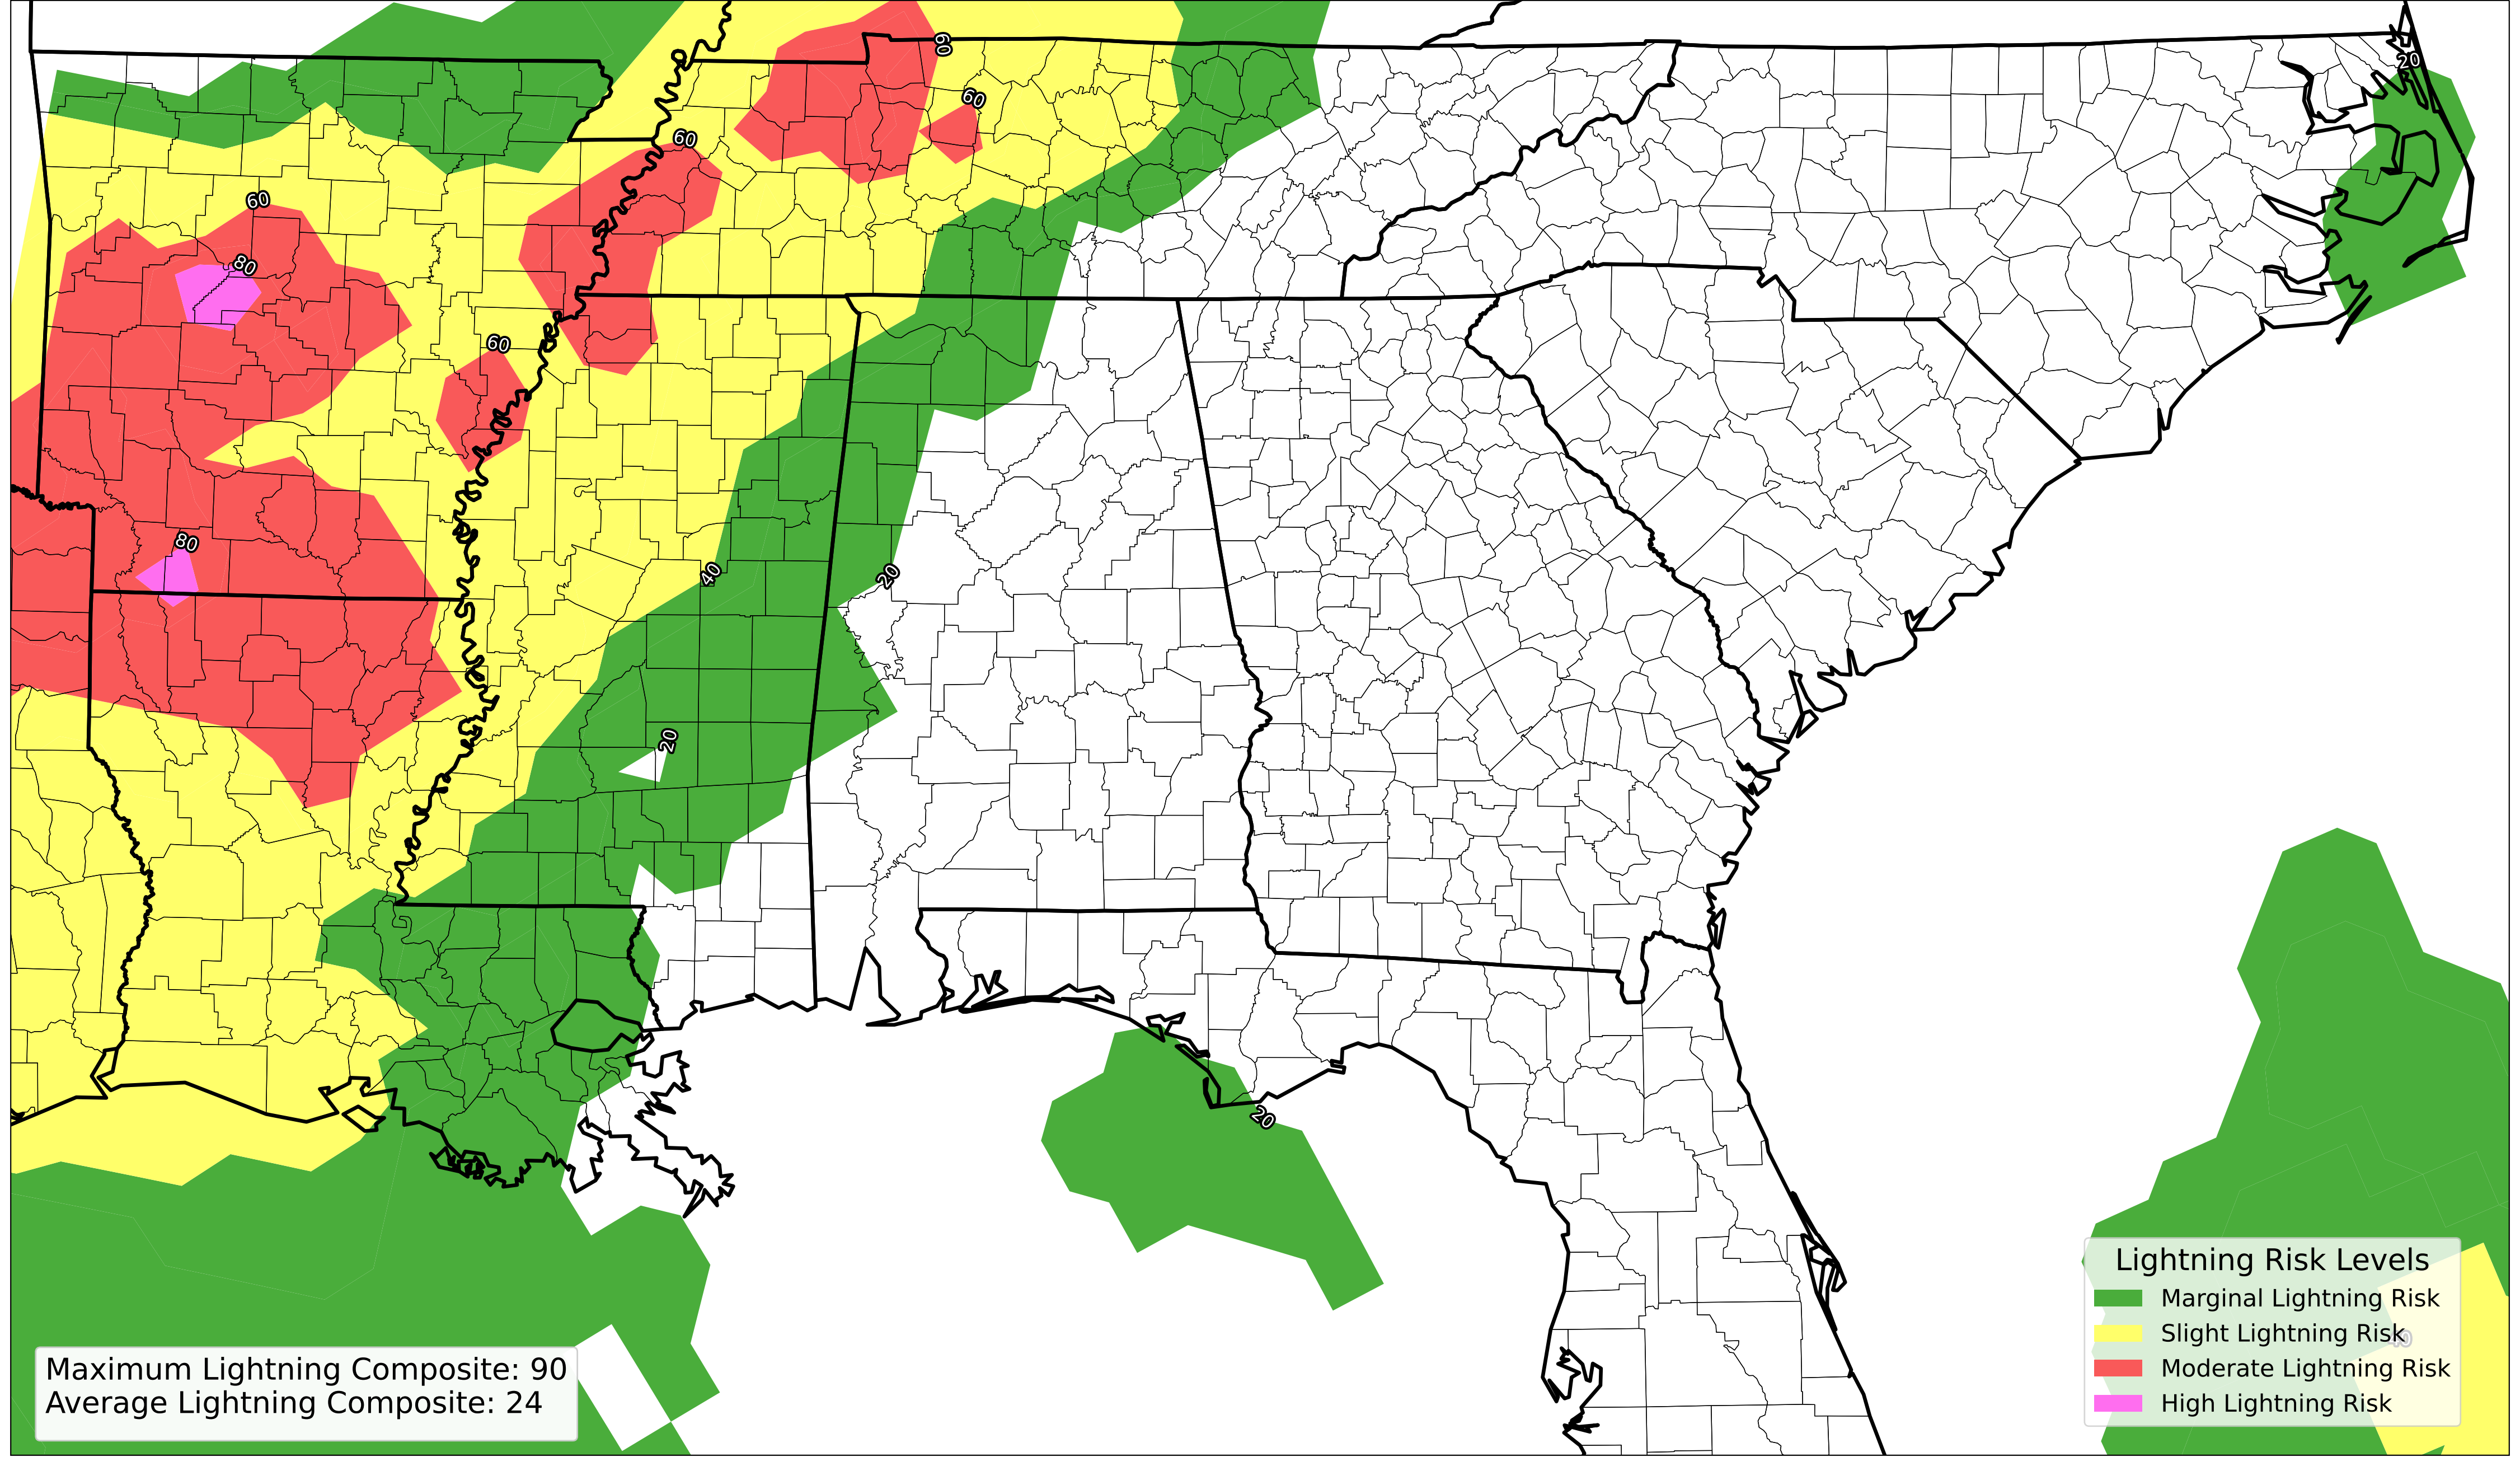 60
20
60
60
60
80
60
80
40
20
20
20
Lightning Risk Levels
Marginal Lightning Risk
Slight Lightning Risk
Moderate Lightning Risk
High Lightning Risk
Maximum Lightning Composite: 90
Average Lightning Composite: 24